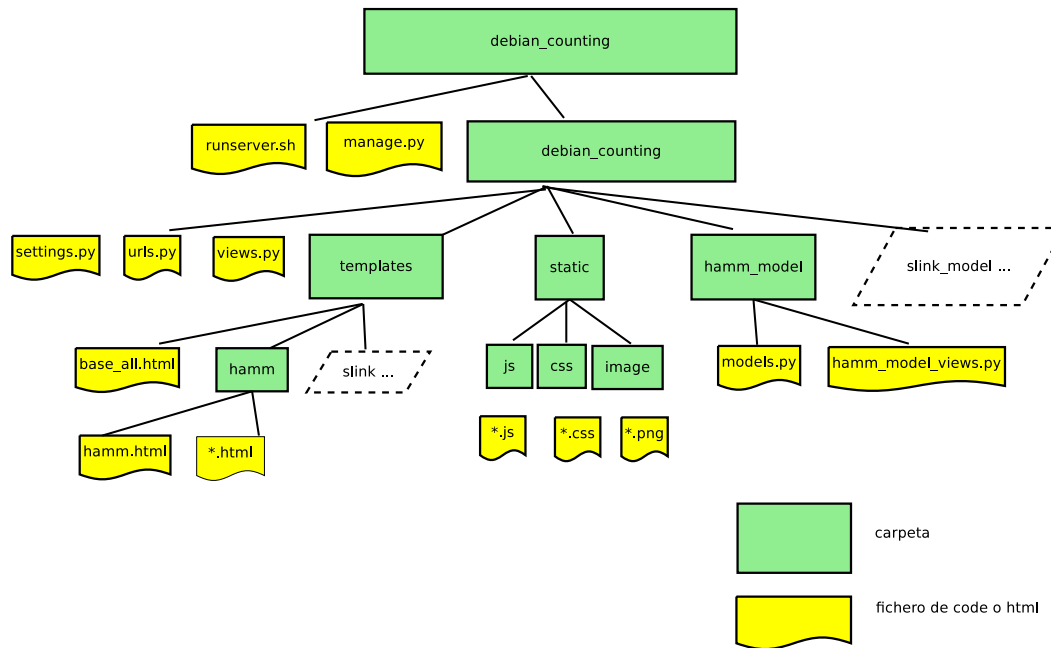 debian_counting
runserver.sh
manage.py
debian_counting
settings.py
urls.py
views.py
templates
static
hamm_model
slink_model ...
base_all.html
hamm
slink ...
js
css
image
models.py
hamm_model_views.py
hamm.html
*.html
*.js
*.css
*.png
carpeta
fichero de code o html